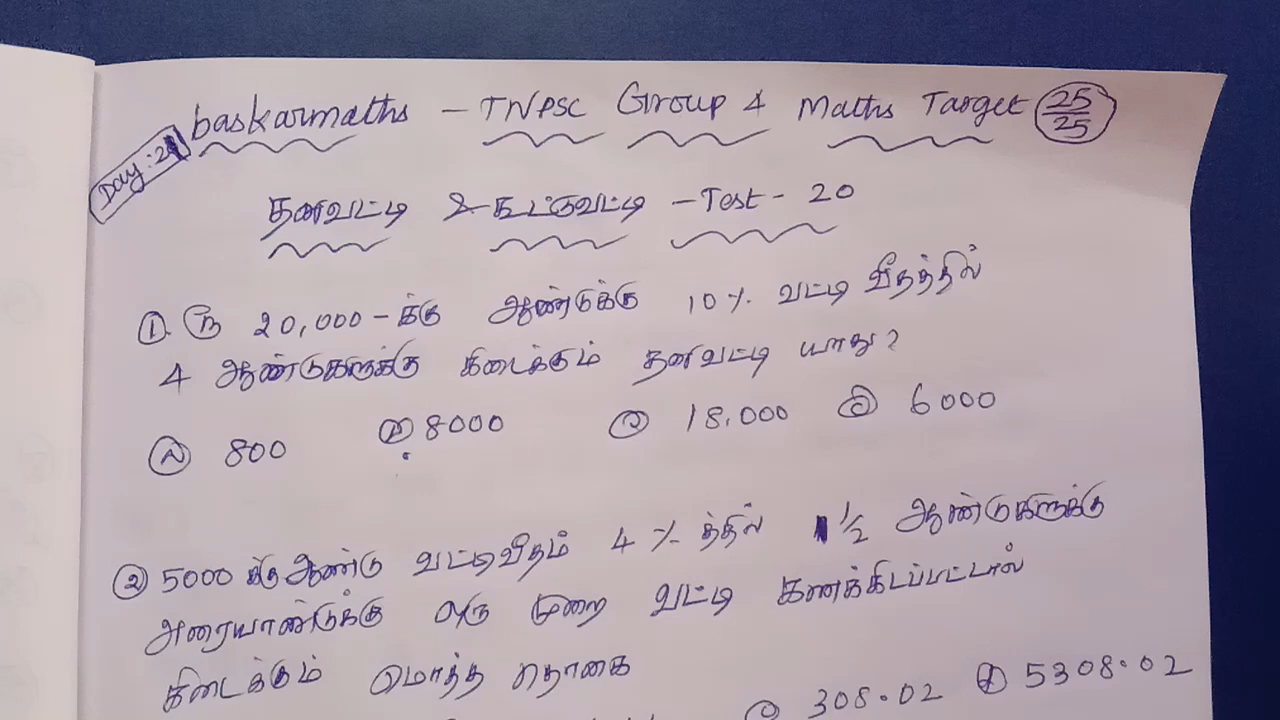 Day: 21
baskarmaths - TNPSC Group 4 Maths Target 25/25
தனிவட்டி & கூட்டுவட்டி - Test - 20
① ரூ 20,000 - க்கு ஆண்டுக்கு 10% வட்டி வீதத்தில்
4 ஆண்டுகளுக்கு கிடைக்கும் தனிவட்டி யாது?
Ⓐ 800 Ⓑ 8000 Ⓒ 18,000 Ⓓ 6000
② 5000 க்கு ஆண்டு வட்டிவீதம் 4% த்தில் 1 1/2 ஆண்டுகளுக்கு
அரையாண்டுக்கு ஒரு முறை வட்டி கணக்கிடப்பட்டால்
கிடைக்கும் மொத்த தொகை
308.02 5308.02